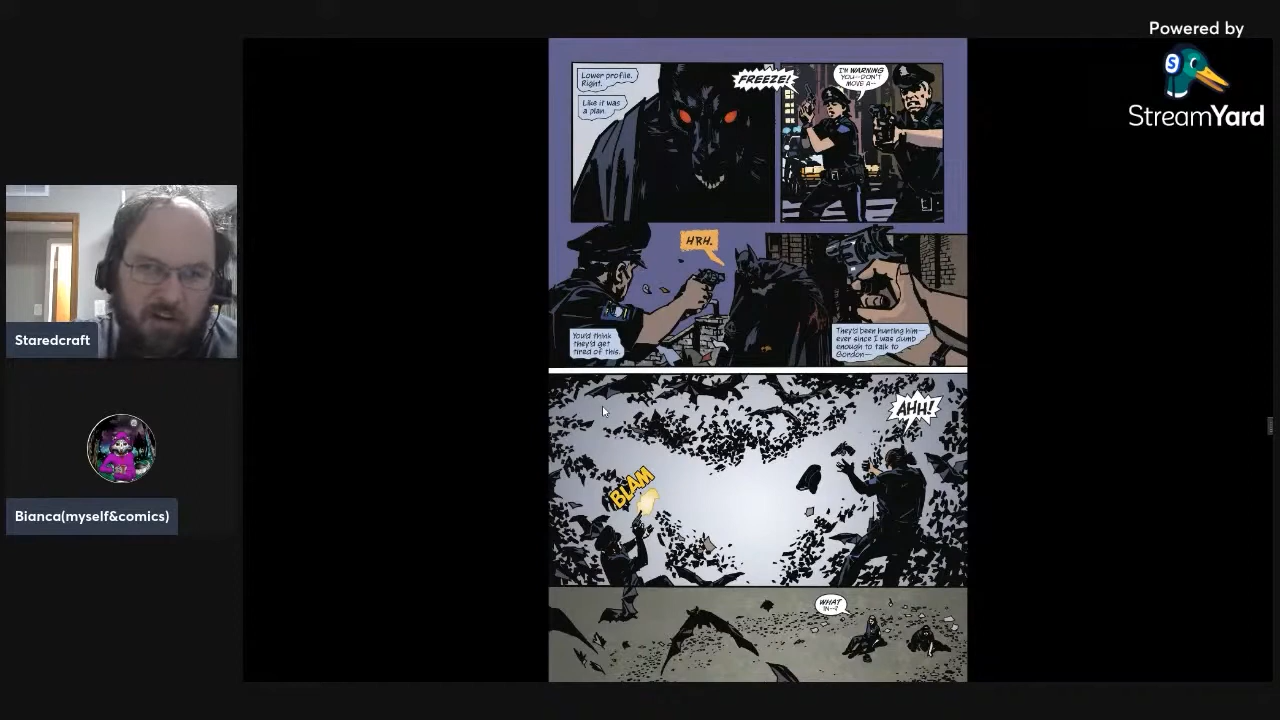 Powered by
StreamYard
Lower profile.
Right.
Like it was
a plan.
FREEZE!
I'M WARNING
YOU--DON'T
MOVE A--
HRH.
You'd think
they'd get
tired of this.
They'd been hunting him--
ever since I was dumb
enough to talk to
Gordon--
AHH!
BLAM
WHAT
IN--?
Staredcraft
Bianca(myself&comics)